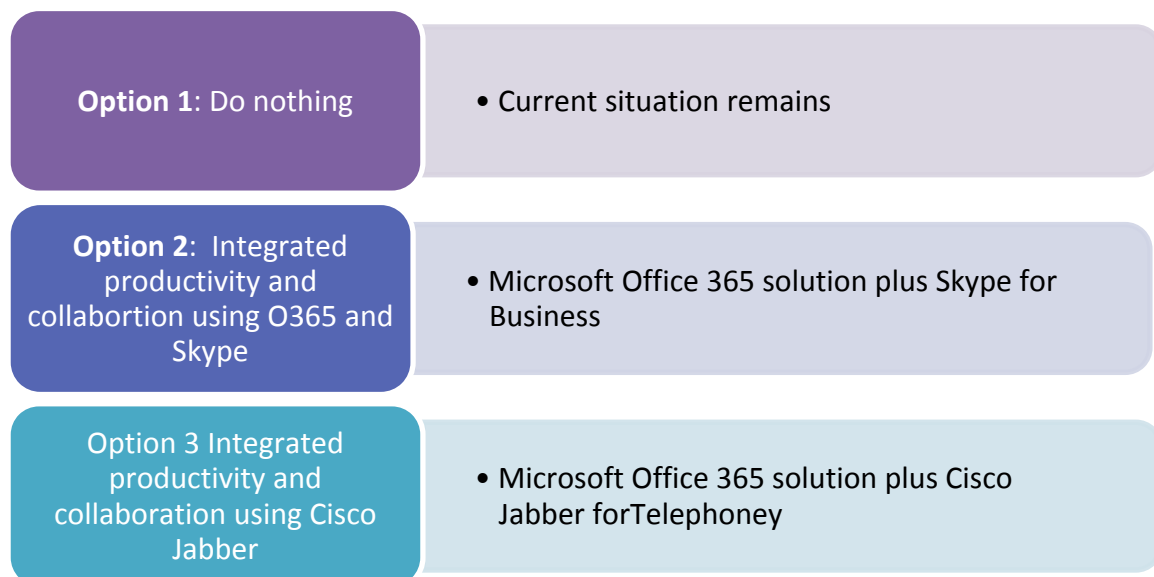 Option 1: Do nothing
• Current situation remains
Option 2:  Integrated
productivity and
collabortion using O365 and
Skype
• Microsoft Office 365 solution plus Skype for
Business
Option 3 Integrated
productivity and
collaboration using Cisco
Jabber
• Microsoft Office 365 solution plus Cisco
Jabber forTelephoney